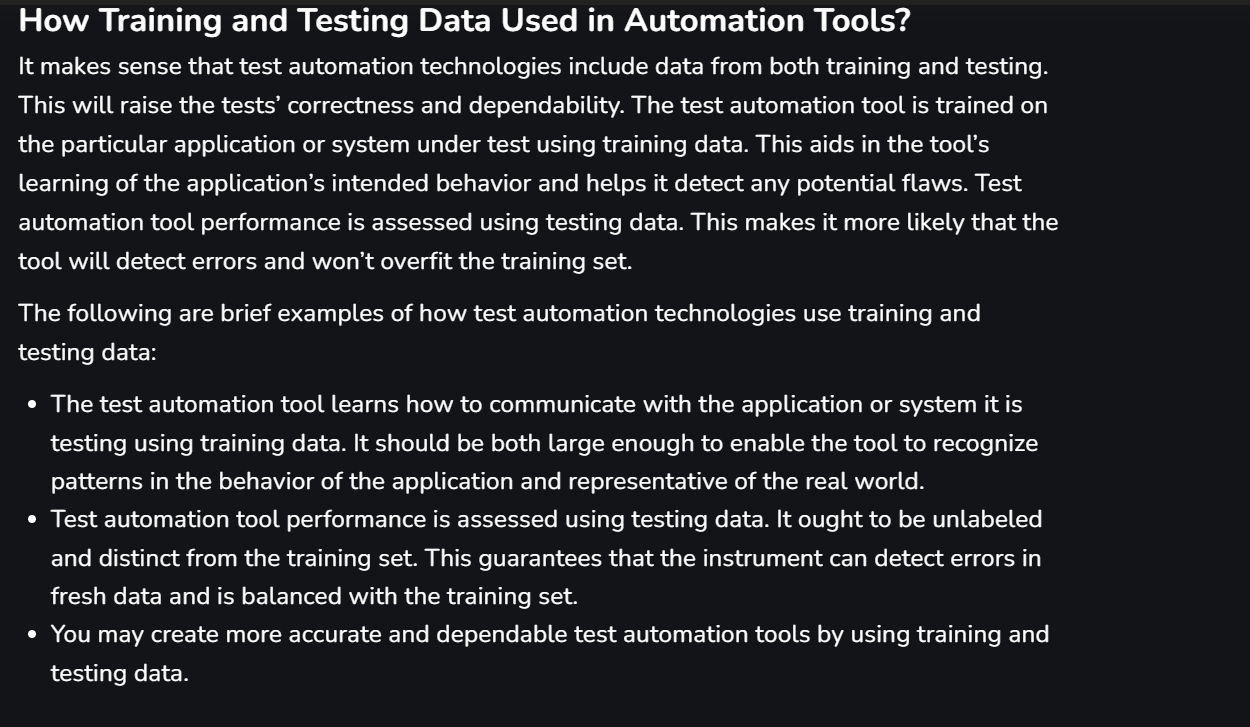 How Training and Testing Data Used in Automation Tools?
It makes sense that test automation technologies include data from both training and testing.
This will raise the tests’ correctness and dependability. The test automation tool is trained on
the particular application or system under test using training data. This aids in the tool’s
learning of the application’s intended behavior and helps it detect any potential flaws. Test
automation tool performance is assessed using testing data. This makes it more likely that the
tool will detect errors and won’t overfit the training set.
The following are brief examples of how test automation technologies use training and
testing data:
• The test automation tool learns how to communicate with the application or system it is
testing using training data. It should be both large enough to enable the tool to recognize
patterns in the behavior of the application and representative of the real world.
• Test automation tool performance is assessed using testing data. It ought to be unlabeled
and distinct from the training set. This guarantees that the instrument can detect errors in
fresh data and is balanced with the training set.
• You may create more accurate and dependable test automation tools by using training and
testing data.